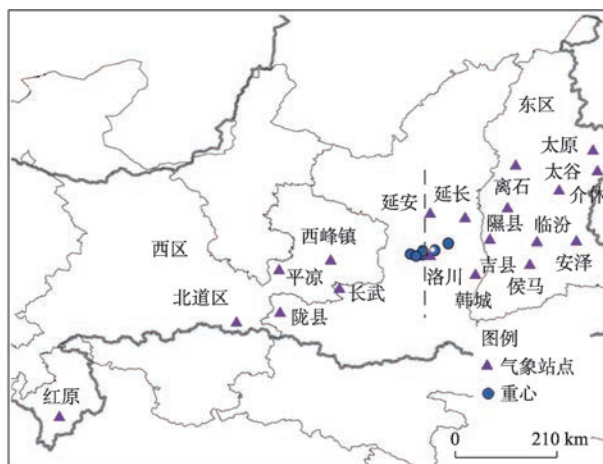 东区
太原
太谷
离石
介休
延安
延长
隰县
临汾
西峰镇
西区
平凉
洛川
吉县
安泽
长武
韩城
侯马
北道区
陇县
图例
气象站点
红原
重心
0
210 km